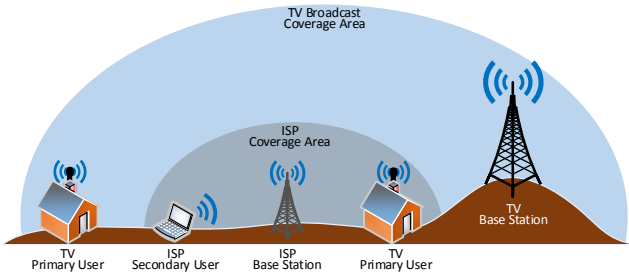 TV Broadcast
Coverage Area
ISP
Coverage Area
TV
Base Station
TV
Primary User
ISP
Secondary User
ISP
Base Station
TV
Primary User